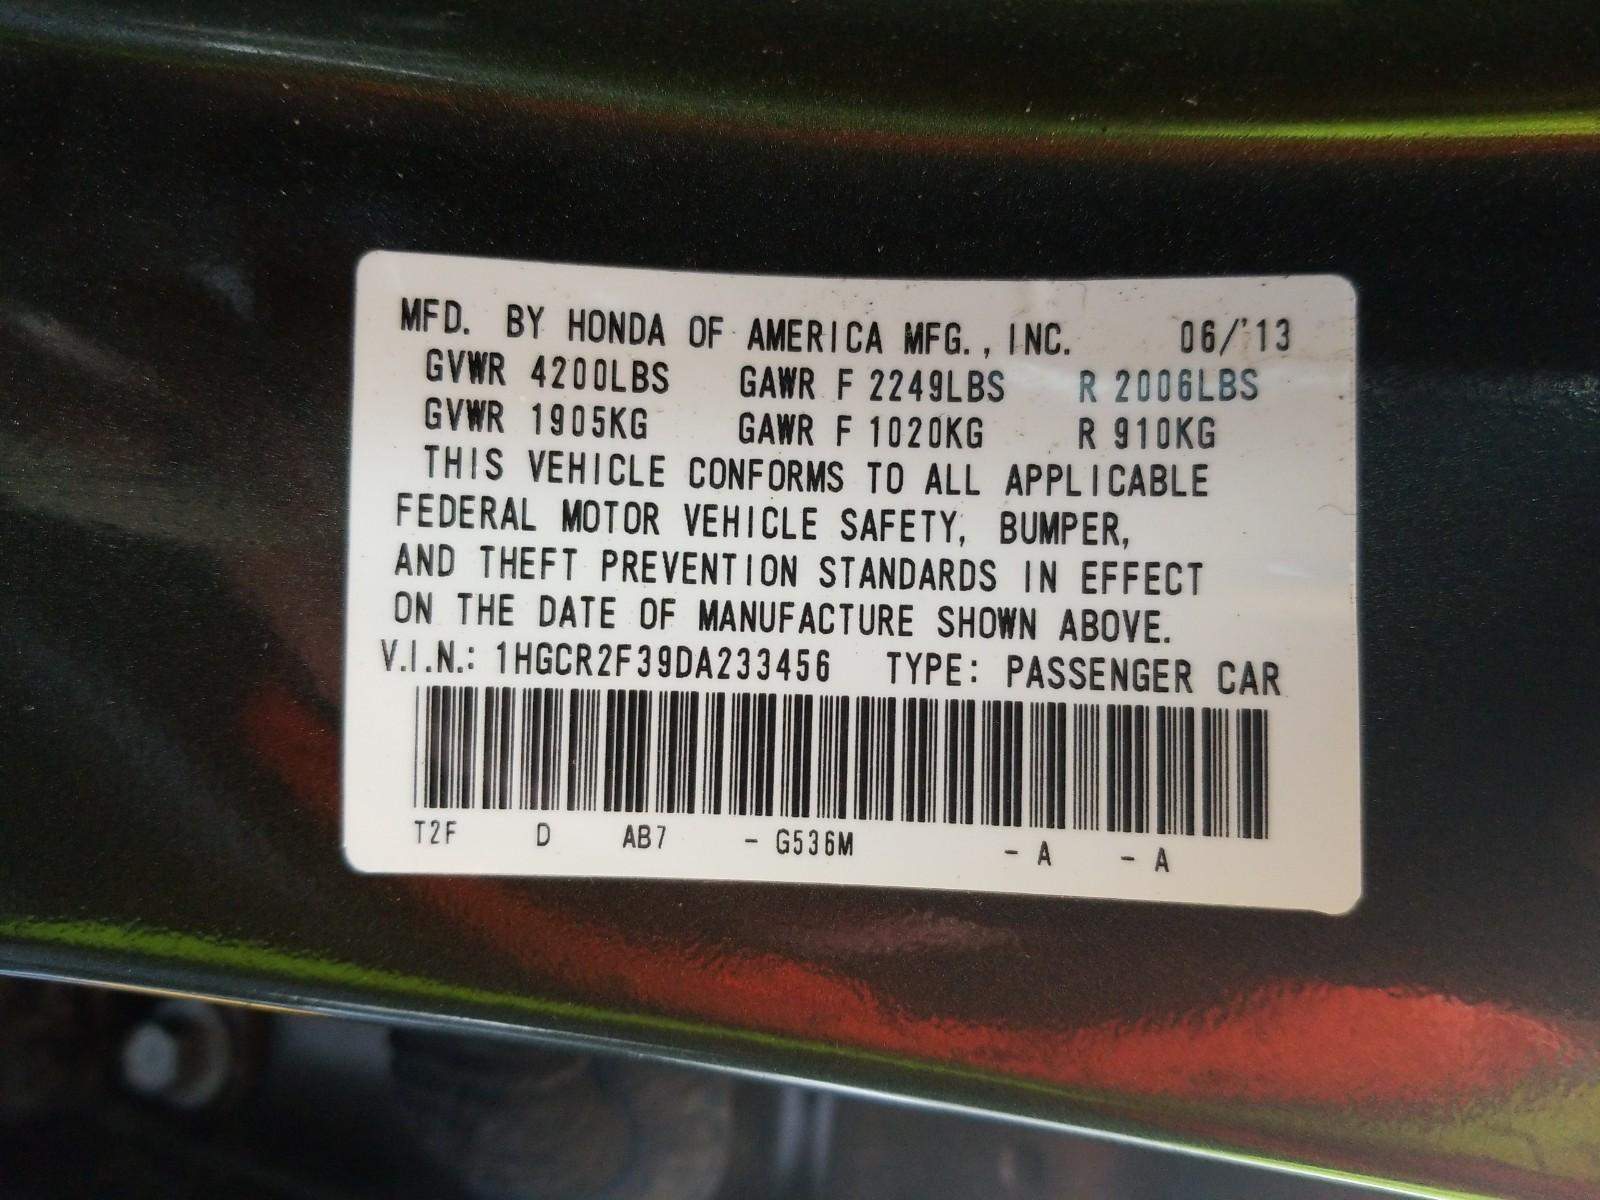 MFD. BY HONDA OF AMERICA MFG., INC. 06/'13
GVWR 4200LBS GAWR F 2249LBS R 2006LBS
GVWR 1905KG GAWR F 1020KG R 910KG
THIS VEHICLE CONFORMS TO ALL APPLICABLE
FEDERAL MOTOR VEHICLE SAFETY, BUMPER,
AND THEFT PREVENTION STANDARDS IN EFFECT
ON THE DATE OF MANUFACTURE SHOWN ABOVE.
V.I.N.: 1HGCR2F39DA233456 TYPE: PASSENGER CAR
T2F D AB7 - G536M - A - A